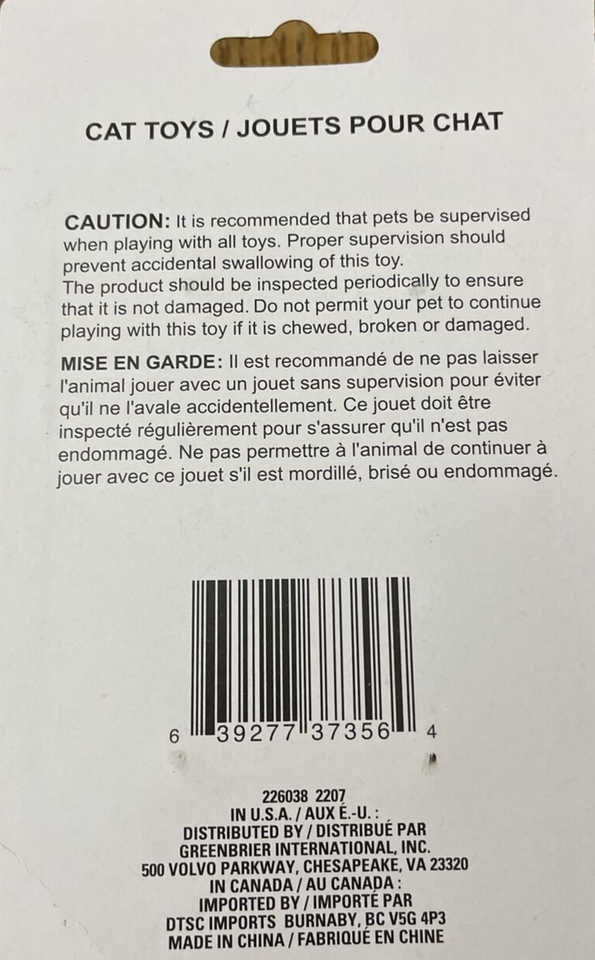 CAT TOYS / JOUETS POUR CHAT
CAUTION: It is recommended that pets be supervised
when playing with all toys. Proper supervision should
prevent accidental swallowing of this toy.
The product should be inspected periodically to ensure
that it is not damaged. Do not permit your pet to continue
playing with this toy if it is chewed, broken or damaged.
MISE EN GARDE: Il est recommandé de ne pas laisser
l'animal jouer avec un jouet sans supervision pour éviter
qu'il ne l'avale accidentellement. Ce jouet doit être
inspecté régulièrement pour s'assurer qu'il n'est pas
endommagé. Ne pas permettre à l'animal de continuer à
jouer avec ce jouet s'il est mordillé, brisé ou endommagé.
6 39277 37356 4
226038 2207
IN U.S.A. / AUX É.-U. :
DISTRIBUTED BY / DISTRIBUÉ PAR
GREENBRIER INTERNATIONAL, INC.
500 VOLVO PARKWAY, CHESAPEAKE, VA 23320
IN CANADA / AU CANADA :
IMPORTED BY / IMPORTÉ PAR
DTSC IMPORTS BURNABY, BC V5G 4P3
MADE IN CHINA / FABRIQUÉ EN CHINE